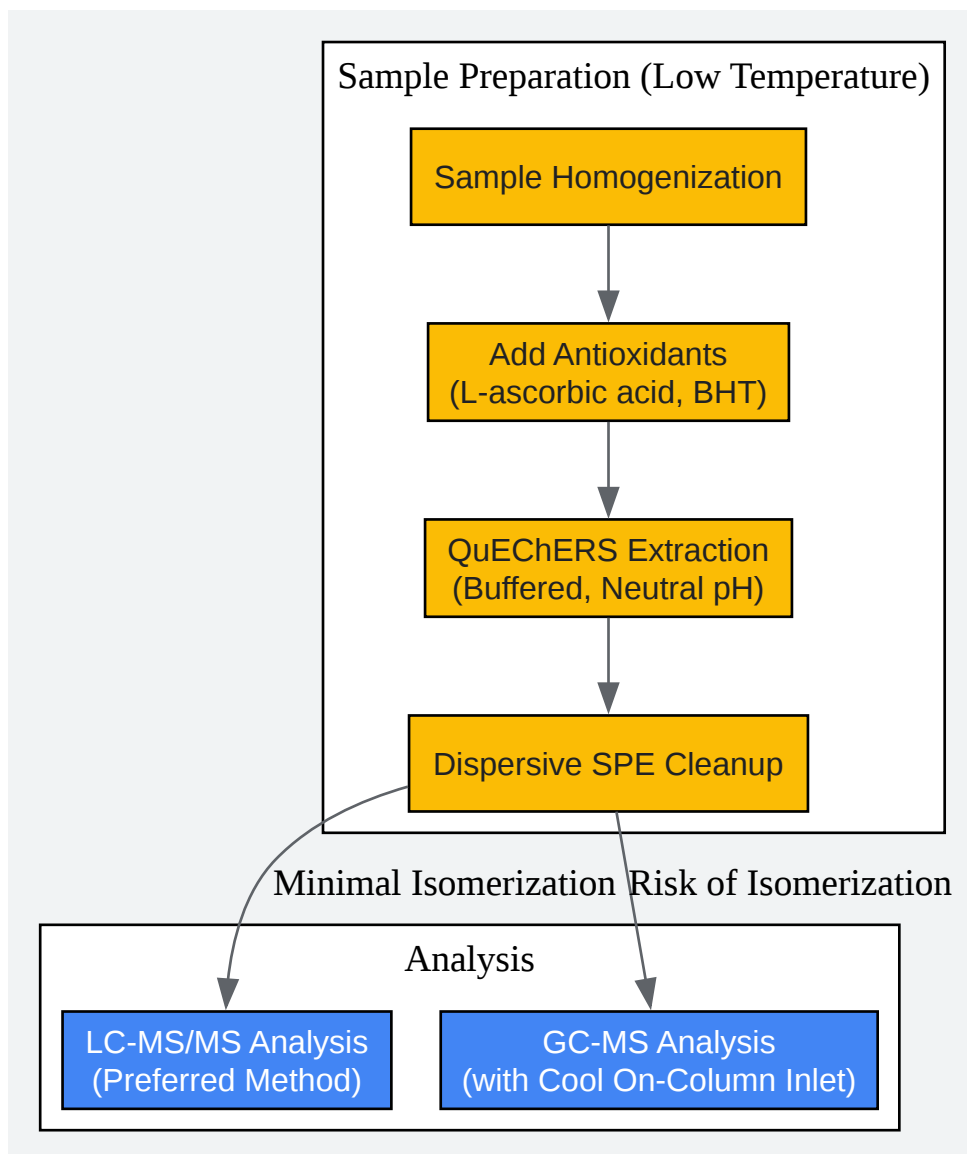 Sample Preparation (Low Temperature)
Sample Homogenization
Add Antioxidants
(L-ascorbic acid, BHT)
QuEChERS Extraction
(Buffered, Neutral pH)
Dispersive SPE Cleanup
Minimal Isomerization
Risk of Isomerization
Analysis
LC-MS/MS Analysis
(Preferred Method)
GC-MS Analysis
(with Cool On-Column Inlet)